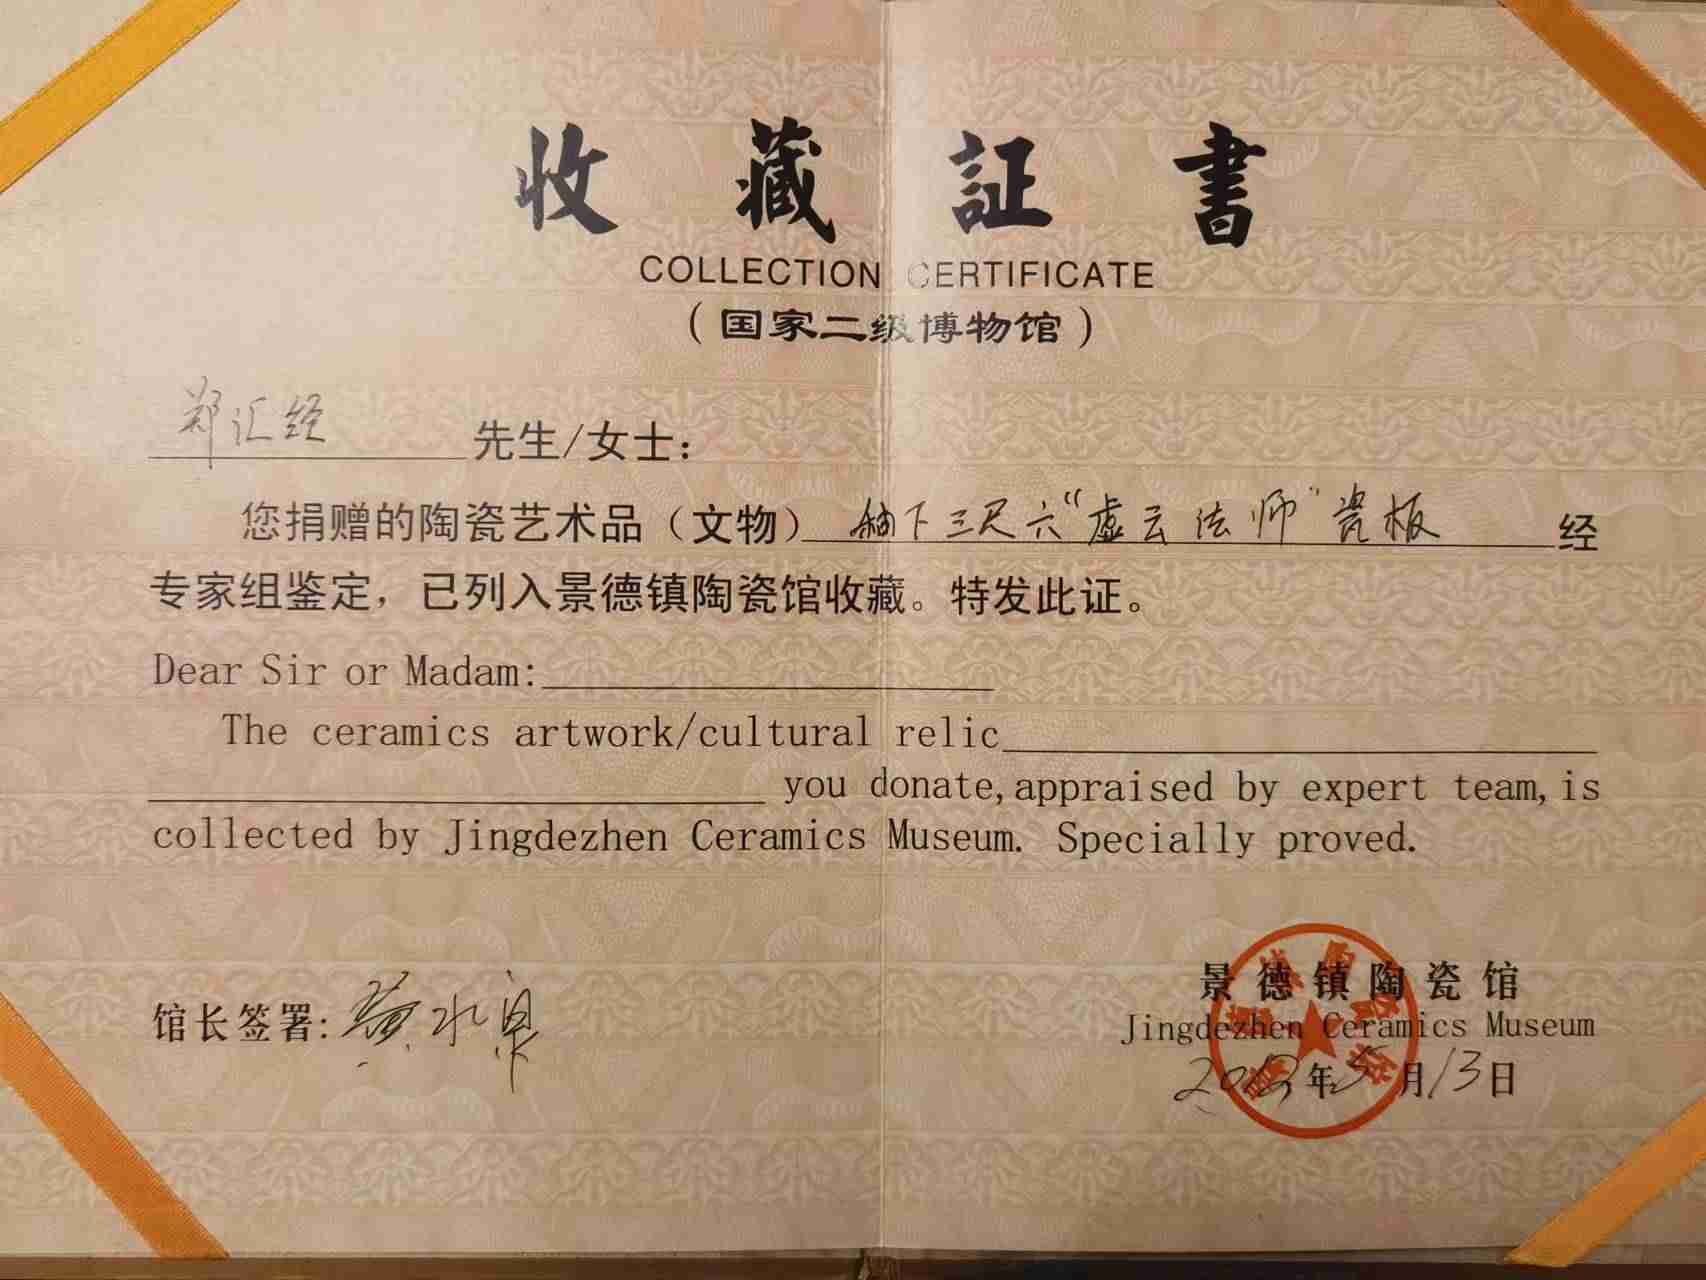 收藏証書
COLLECTION CERTIFICATE
（国家二级博物馆）
郑汇经 先生/女士：
您捐赠的陶瓷艺术品（文物）釉下三尺六“虚云法师”瓷板 经
专家组鉴定，已列入景德镇陶瓷馆收藏。特发此证。
Dear Sir or Madam:
The ceramics artwork/cultural relic
you donate,appraised by expert team,is
collected by Jingdezhen Ceramics Museum. Specially proved.
景德镇陶瓷馆
馆长签署: 黄水泉
Jingdezhen Ceramics Museum
年5月13日